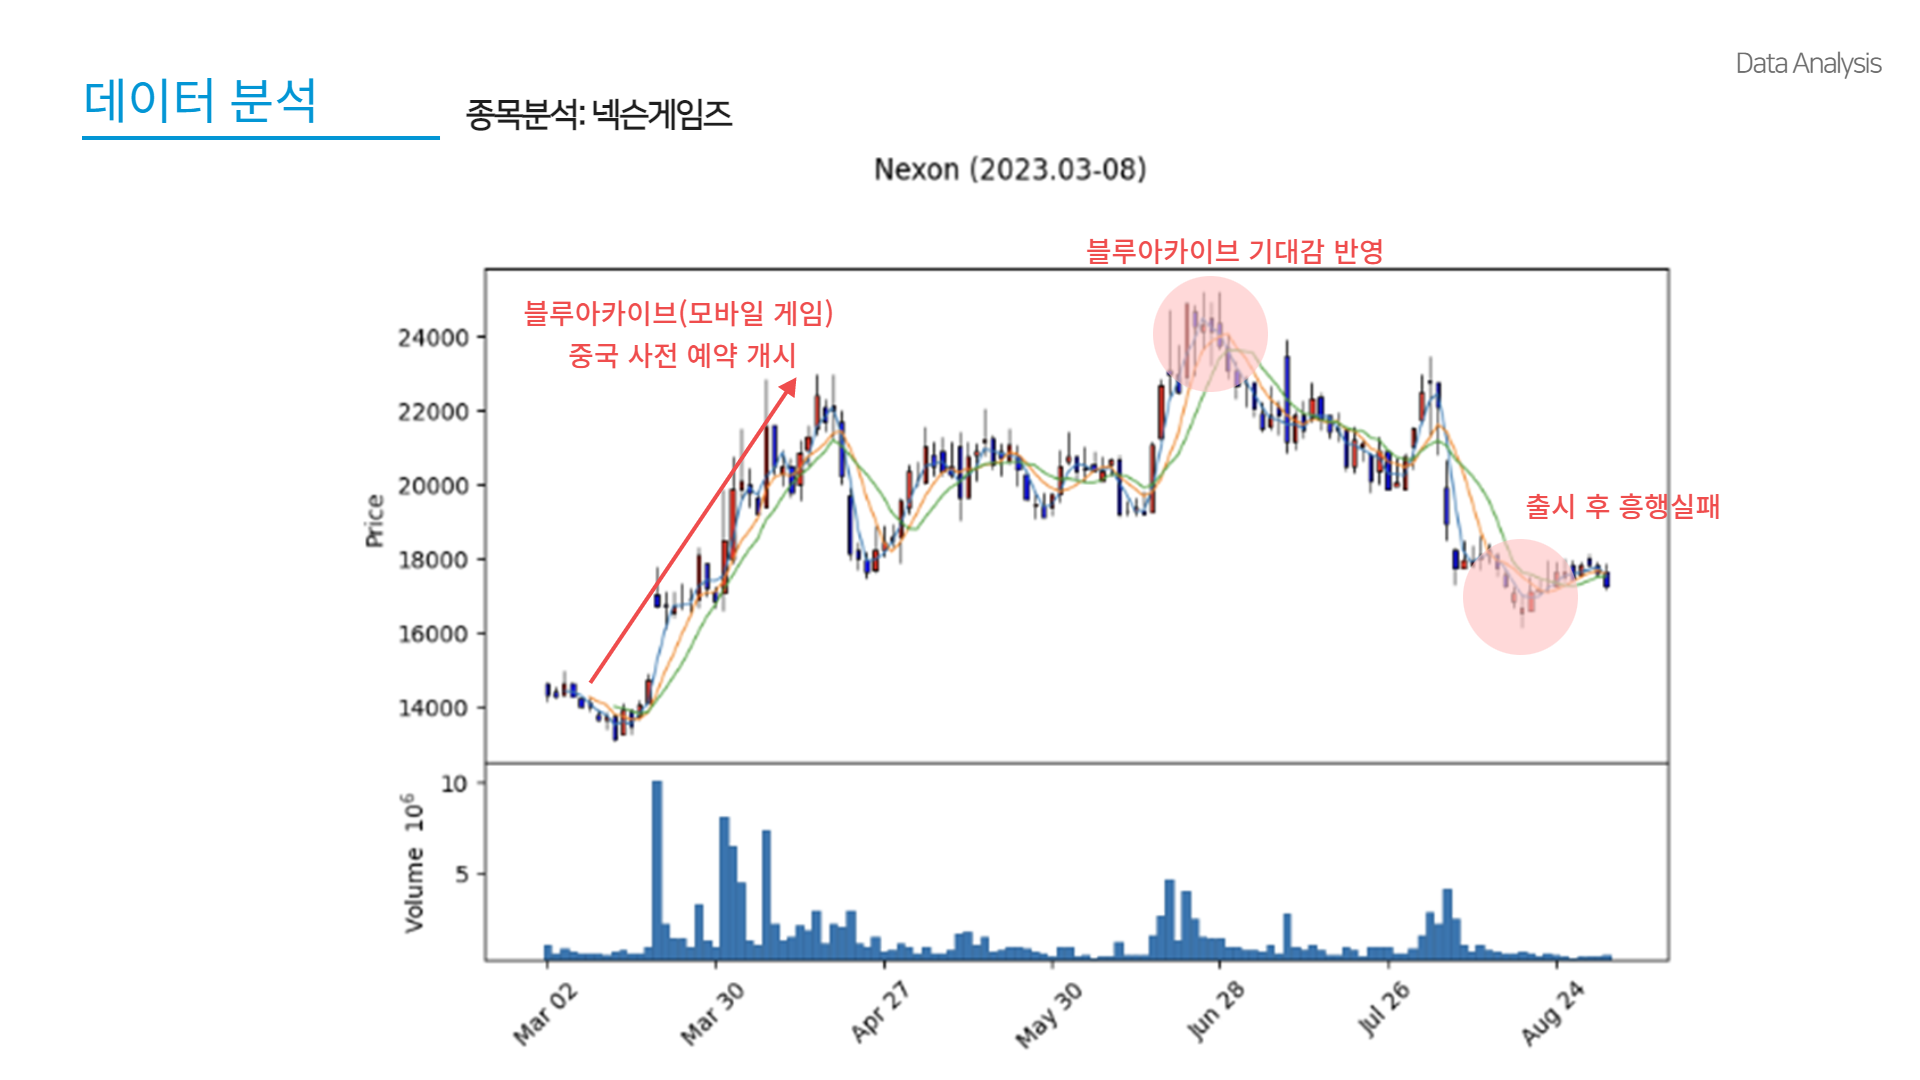 Data Analysis
데이터 분석
종목분석: 넥슨게임즈
Nexon (2023.03-08)
블루아카이브 기대감 반영
블루아카이브(모바일 게임)
중국 사전 예약 개시
출시 후 흥행실패
Price
24000
22000
20000
18000
16000
14000
Volume 10⁶
10
5
Mar 02
Mar 30
Apr 27
May 30
Jun 28
Jul 26
Aug 24